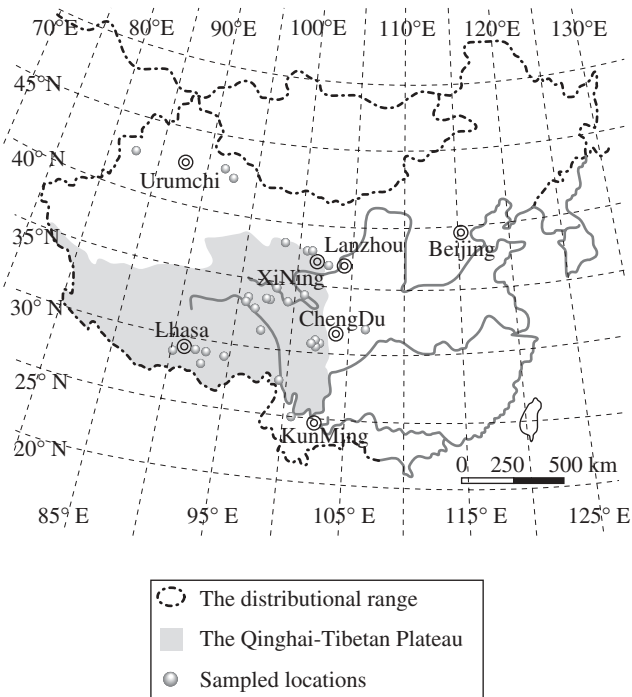 70° E 80° E 90° E 100° E 110° E 120° E 130° E
45° N
40° N
35° N
30° N
25° N
20° N
Urumchi
Lanzhou
Beijing
XiNing
ChengDu
Lhasa
KunMing
0 250 500 km
85° E 95° E 105° E 115° E 125° E
The distributional range
The Qinghai-Tibetan Plateau
Sampled locations